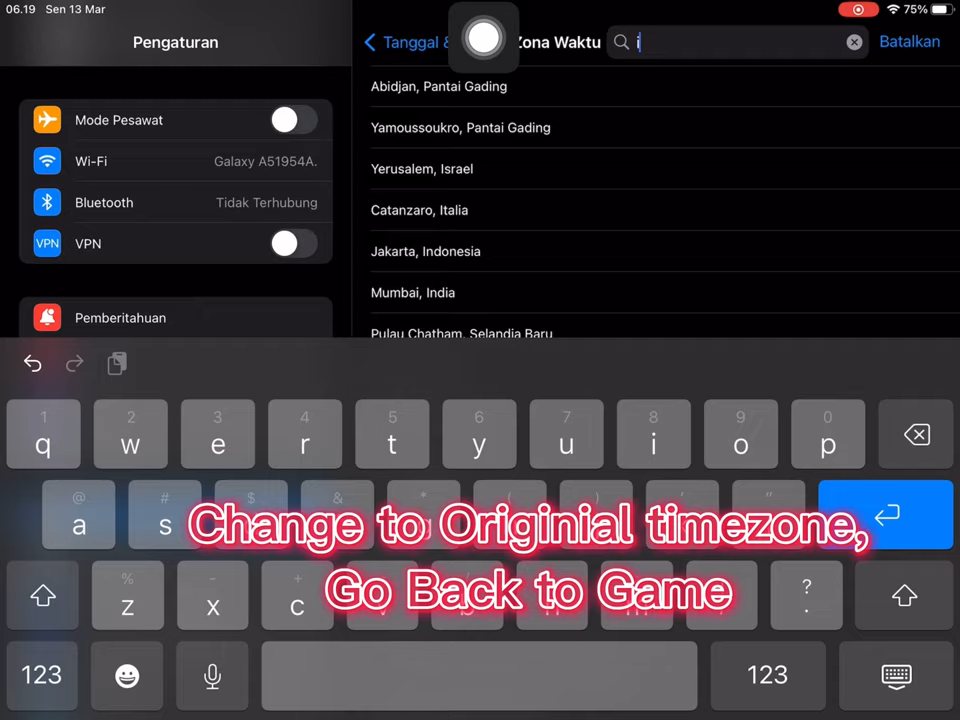 06.19 Sen 13 Mar
75%
Pengaturan
Tanggal &
Zona Waktu
i
Batalkan
Mode Pesawat
Wi-Fi
Galaxy A51954A.
Bluetooth
Tidak Terhubung
VPN VPN
Pemberitahuan
Abidjan, Pantai Gading
Yamoussoukro, Pantai Gading
Yerusalem, Israel
Catanzaro, Italia
Jakarta, Indonesia
Mumbai, India
Pulau Chatham, Selandia Baru
1 2 3 4 5 6 7 8 9 0
q w e r t y u i o p
@ # $ & * ( ) ' "
a s
Change to Originial timezone,
Go Back to Game
% - + ?
z x c .
123 123